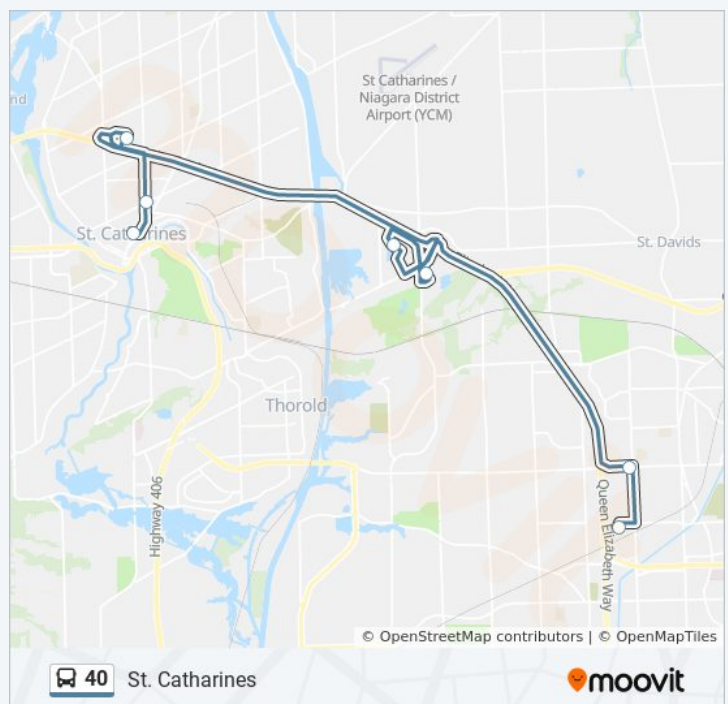 St Catharines /
Niagara District
Airport (YCM)
St. Catharines
St. Davids
Thorold
Highway 406
Queen Elizabeth Way
© OpenStreetMap contributors | © OpenMapTiles
40 St. Catharines
moovit